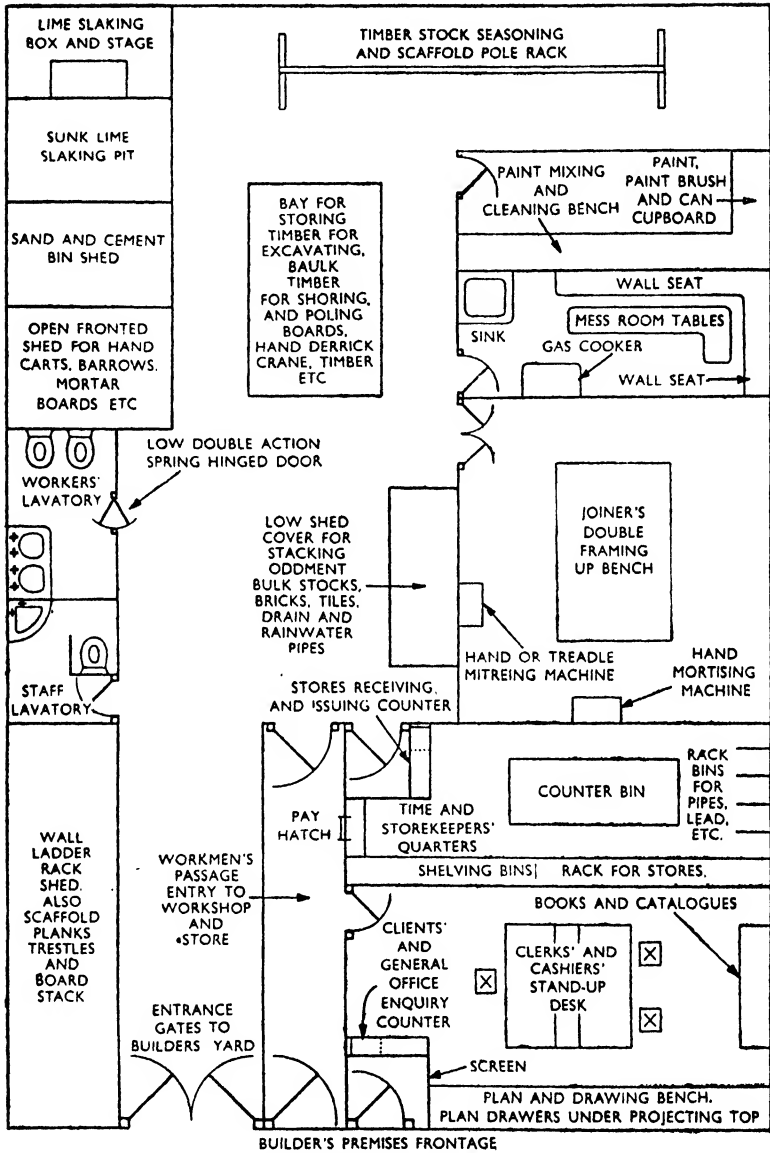 LIME SLAKING
BOX AND STAGE
TIMBER STOCK SEASONING
AND SCAFFOLD POLE RACK
SUNK LIME
SLAKING PIT
SAND AND CEMENT
BIN SHED
OPEN FRONTED
SHED FOR HAND
CARTS, BARROWS.
MORTAR
BOARDS ETC
BAY FOR
STORING
TIMBER FOR
EXCAVATING,
BAULK
TIMBER
FOR SHORING,
AND POLING
BOARDS,
HAND DERRICK
CRANE, TIMBER
ETC
PAINT MIXING
AND
CLEANING BENCH
PAINT,
PAINT BRUSH
AND CAN
CUPBOARD
WALL SEAT
MESS ROOM TABLES
SINK
GAS COOKER
WALL SEAT
LOW DOUBLE ACTION
SPRING HINGED DOOR
WORKERS'
LAVATORY
LOW SHED
COVER FOR
STACKING
ODDMENT
BULK STOCKS,
BRICKS, TILES,
DRAIN AND
RAINWATER
PIPES
JOINER'S
DOUBLE
FRAMING
UP BENCH
HAND OR TREADLE
MITREING MACHINE
HAND
MORTISING
MACHINE
STAFF
LAVATORY
STORES RECEIVING,
AND ISSUING COUNTER
WALL
LADDER
RACK
SHED.
ALSO
SCAFFOLD
PLANKS
TRESTLES
AND
BOARD
STACK
PAY
HATCH
TIME AND
STOREKEEPERS'
QUARTERS
COUNTER BIN
RACK
BINS
FOR
PIPES,
LEAD,
ETC.
WORKMEN'S
PASSAGE
ENTRY TO
WORKSHOP
AND
STORE
SHELVING BINS
RACK FOR STORES.
BOOKS AND CATALOGUES
CLIENTS'
AND
GENERAL
OFFICE
ENQUIRY
COUNTER
CLERKS' AND
CASHIERS'
STAND-UP
DESK
ENTRANCE
GATES TO
BUILDERS YARD
SCREEN
PLAN AND DRAWING BENCH.
PLAN DRAWERS UNDER PROJECTING TOP
BUILDER'S PREMISES FRONTAGE